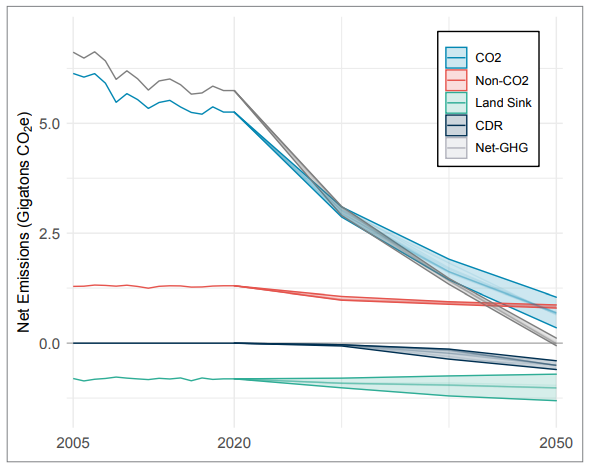 CO2
Non-CO2
Land Sink
CDR
Net-GHG
Net Emissions (Gigatons CO₂e)
5.0
2.5
0.0
2005 2020 2050